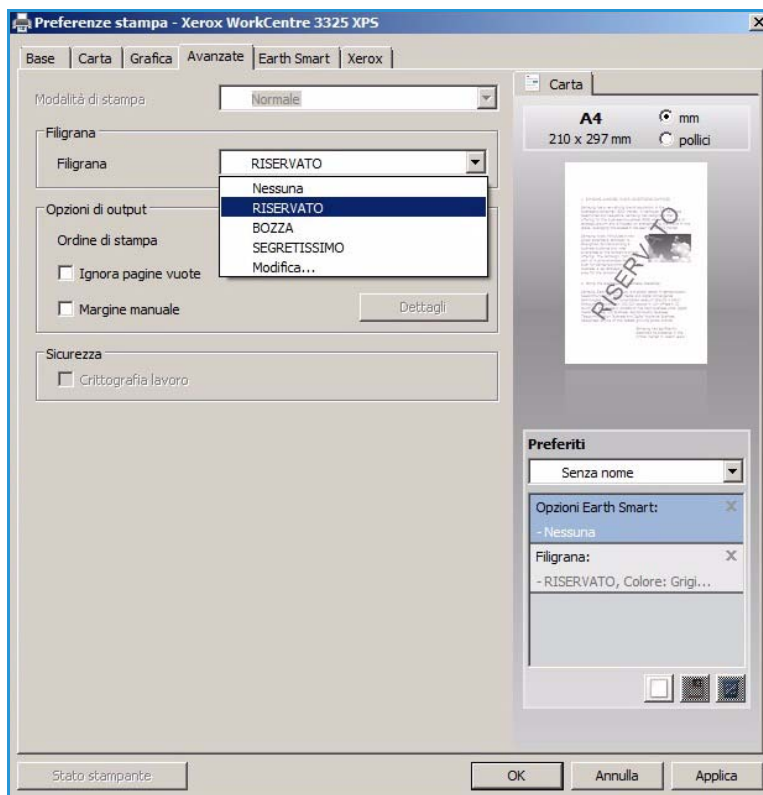 Preferenze stampa - Xerox WorkCentre 3325 XPS
Base Carta Grafica Avanzate Earth Smart Xerox
Modalità di stampa Normale
Filigrana
Filigrana RISERVATO
Nessuna
RISERVATO
BOZZA
SEGRETISSIMO
Modifica...
Opzioni di output
Ordine di stampa
Ignora pagine vuote
Margine manuale Dettagli
Sicurezza
Crittografia lavoro
Carta
A4 mm
210 x 297 mm pollici
RISERVATO
Preferiti
Senza nome
Opzioni Earth Smart:
- Nessuna
Filigrana:
- RISERVATO, Colore: Grigi...
Stato stampante OK Annulla Applica